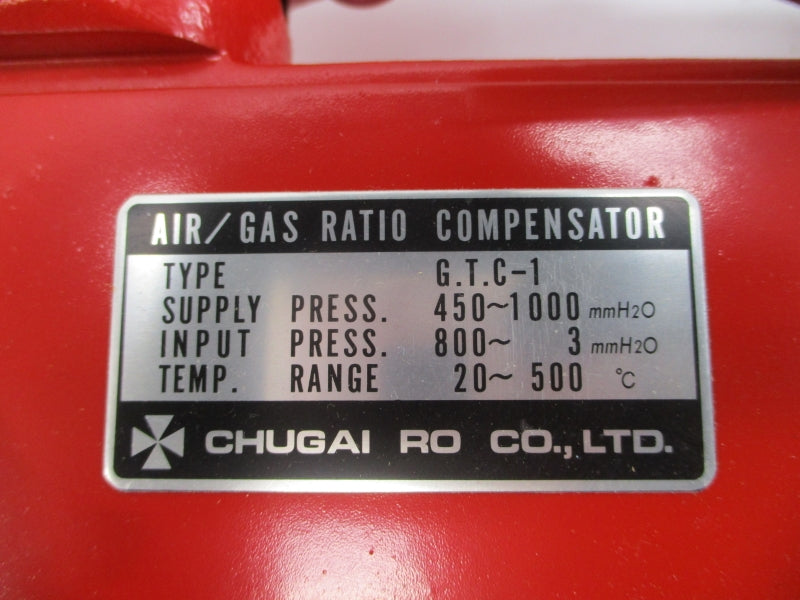 AIR/GAS RATIO COMPENSATOR
TYPE G.T.C-1
SUPPLY PRESS. 450~1000 mmH2O
INPUT PRESS. 800~ 3 mmH2O
TEMP. RANGE 20~ 500 °C
CHUGAI RO CO.,LTD.